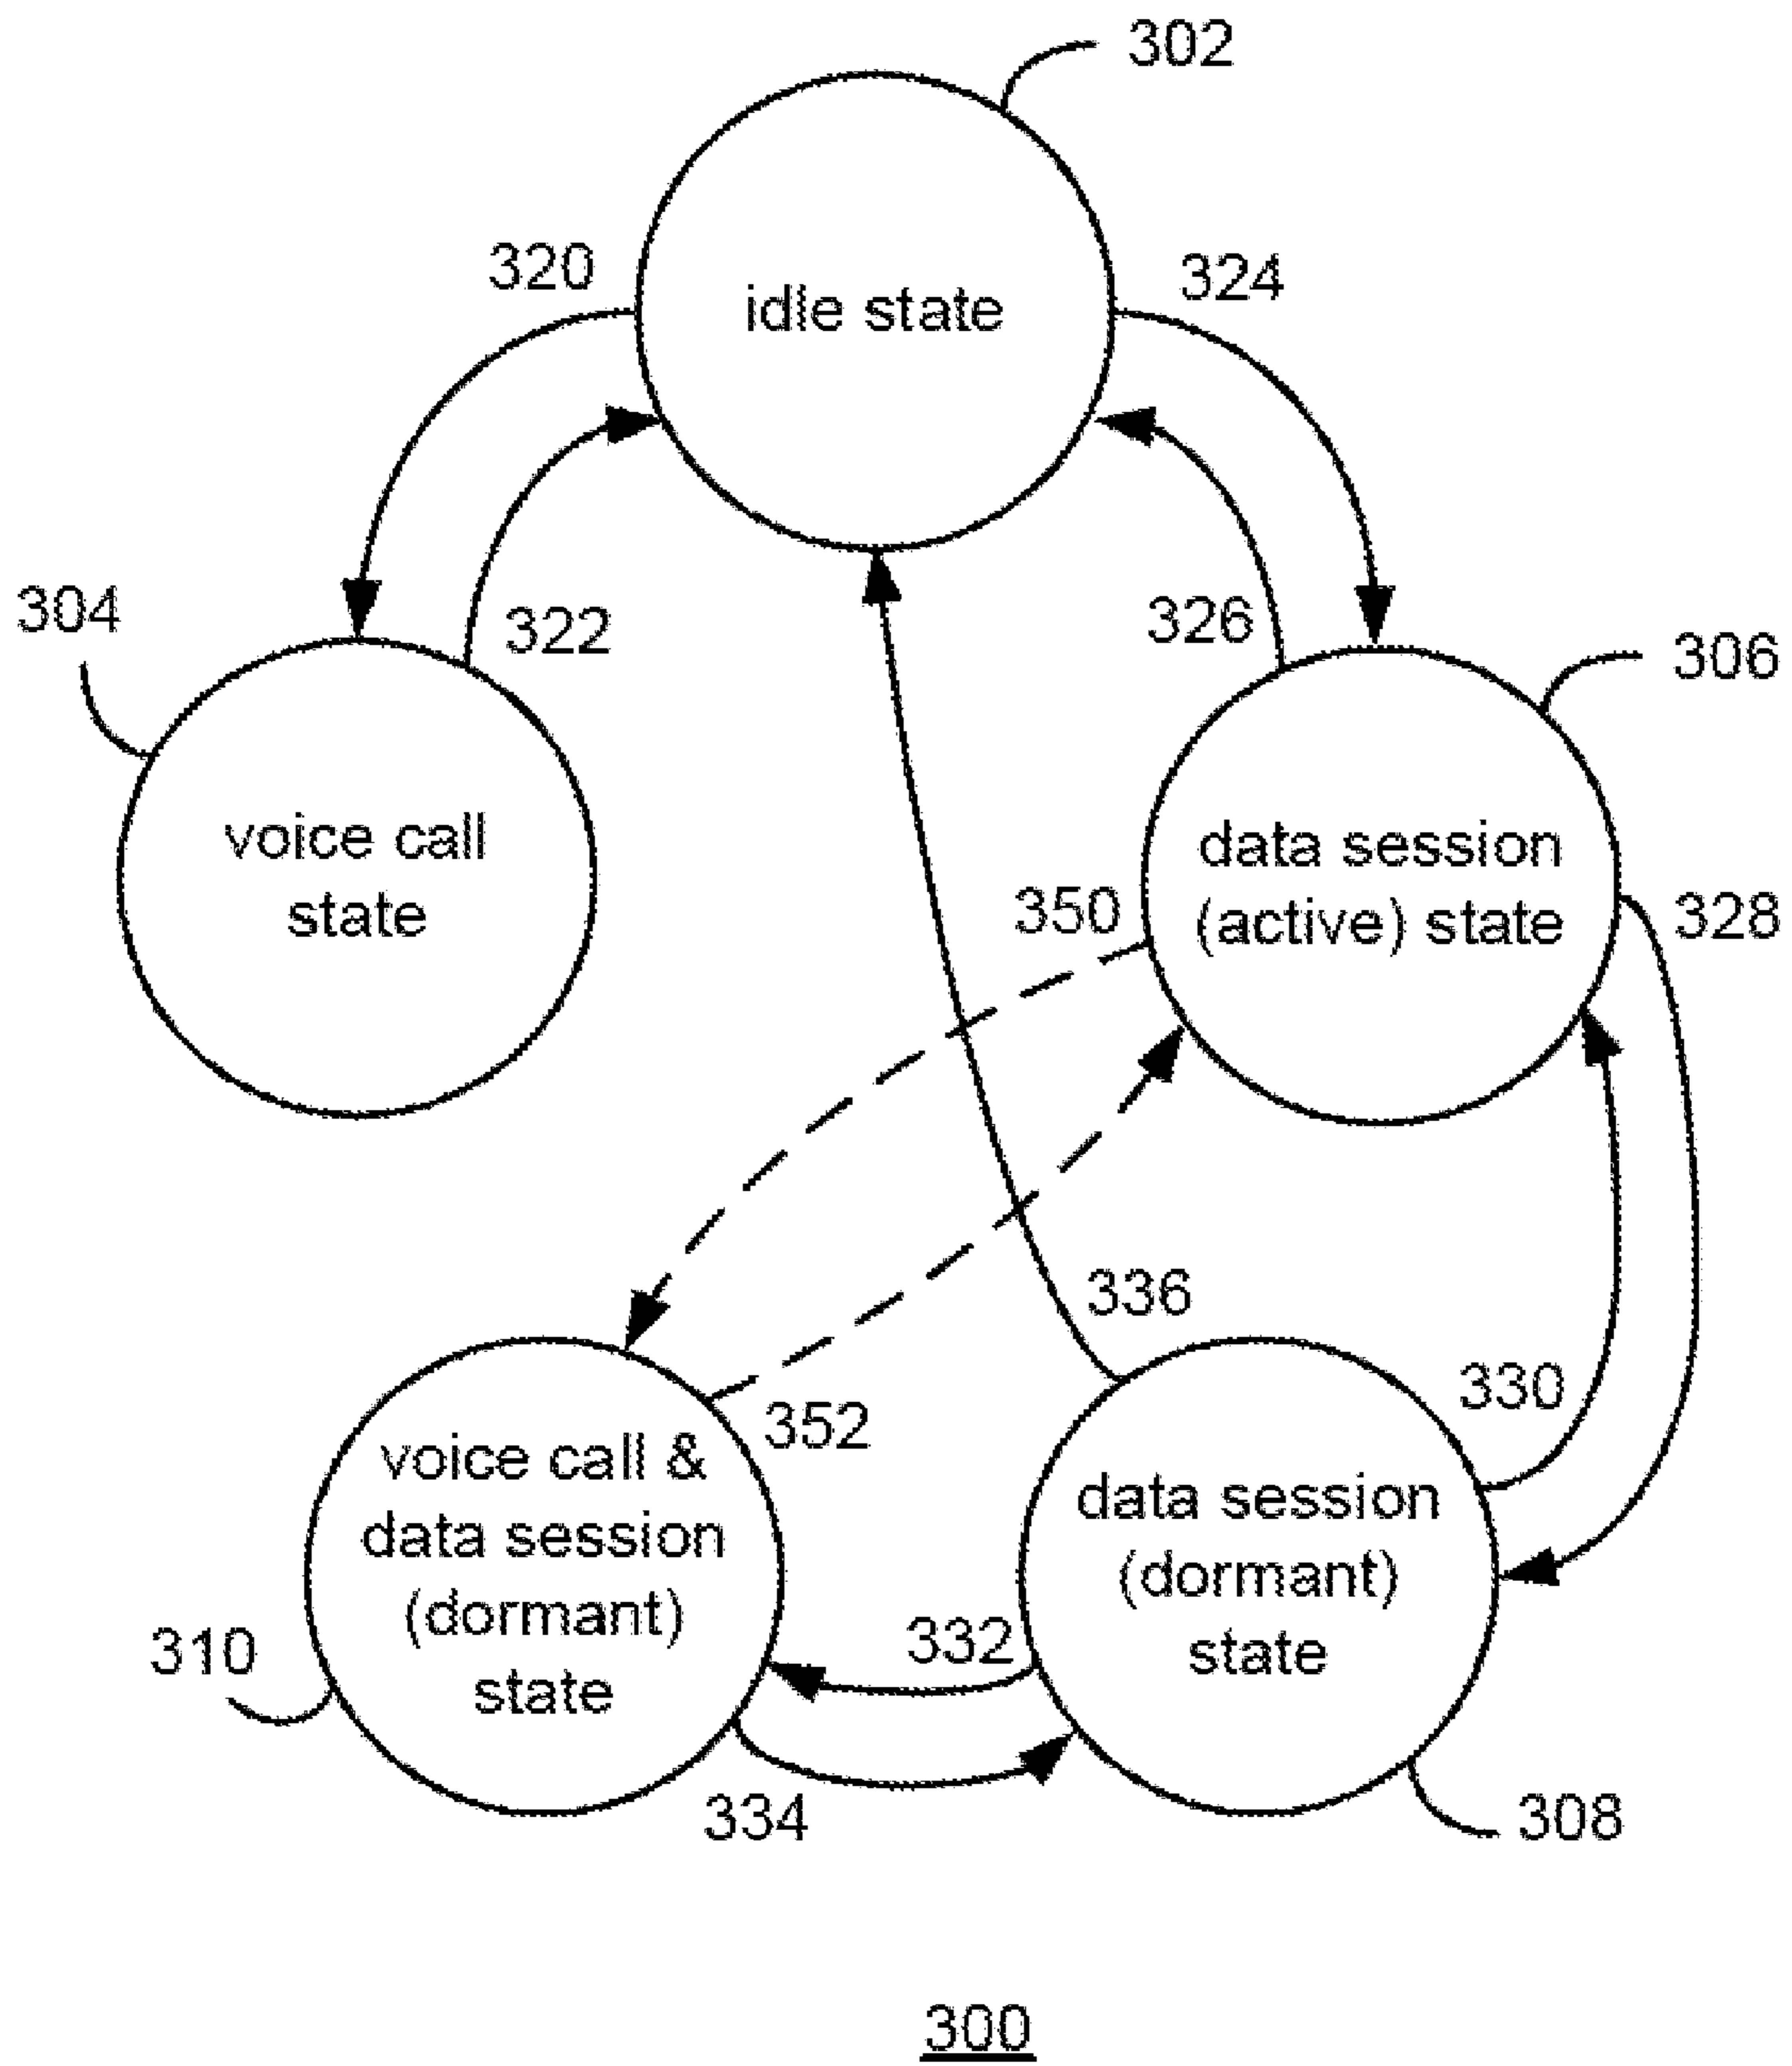 302
320
324
idle state
304
322
326
306
voice call
state
data session
(active) state
350
328
336
330
352
voice call &
data session
(dormant)
state
data session
(dormant)
state
332
310
334
308
300